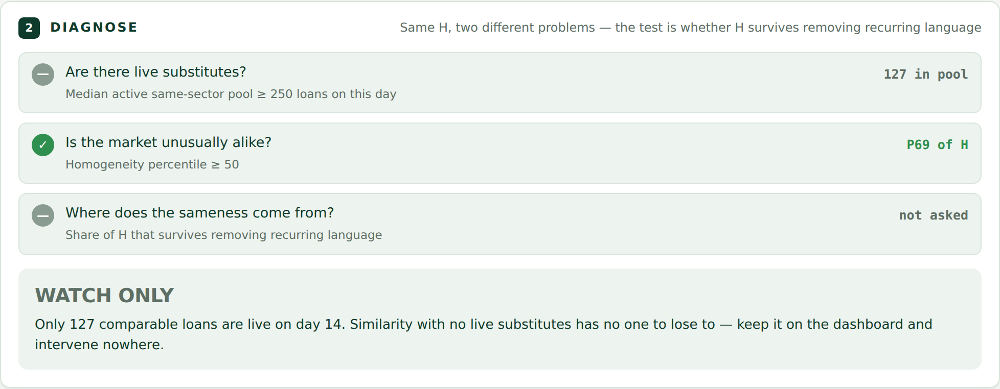 2 DIAGNOSE
Same H, two different problems — the test is whether H survives removing recurring language
Are there live substitutes?
127 in pool
Median active same-sector pool ≥ 250 loans on this day
Is the market unusually alike?
P69 of H
Homogeneity percentile ≥ 50
Where does the sameness come from?
not asked
Share of H that survives removing recurring language
WATCH ONLY
Only 127 comparable loans are live on day 14. Similarity with no live substitutes has no one to lose to — keep it on the dashboard and
intervene nowhere.